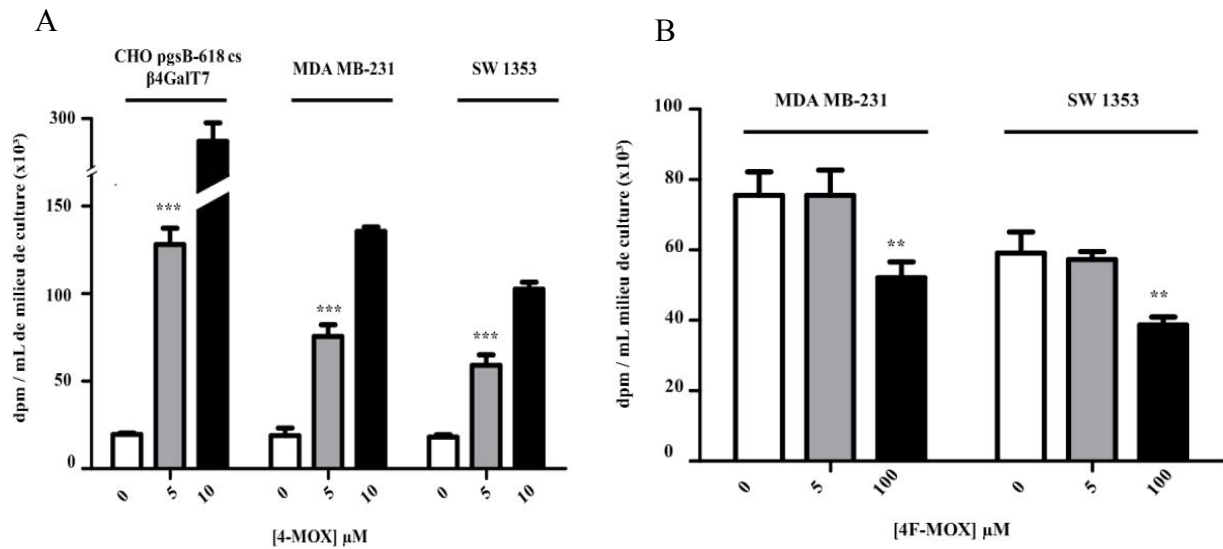 A
CHO pgsB-618 cs
β4GalT7
MDA MB-231
SW 1353
dpm / mL de milieu de culture (x10³)
300
150
100
50
0
***
***
***
0 5 10 0 5 10 0 5 10
[4-MOX] µM
B
MDA MB-231
SW 1353
dpm / mL milieu de culture (x10³)
100
80
60
40
20
0
**
**
0 5 100 0 5 100
[4F-MOX] µM